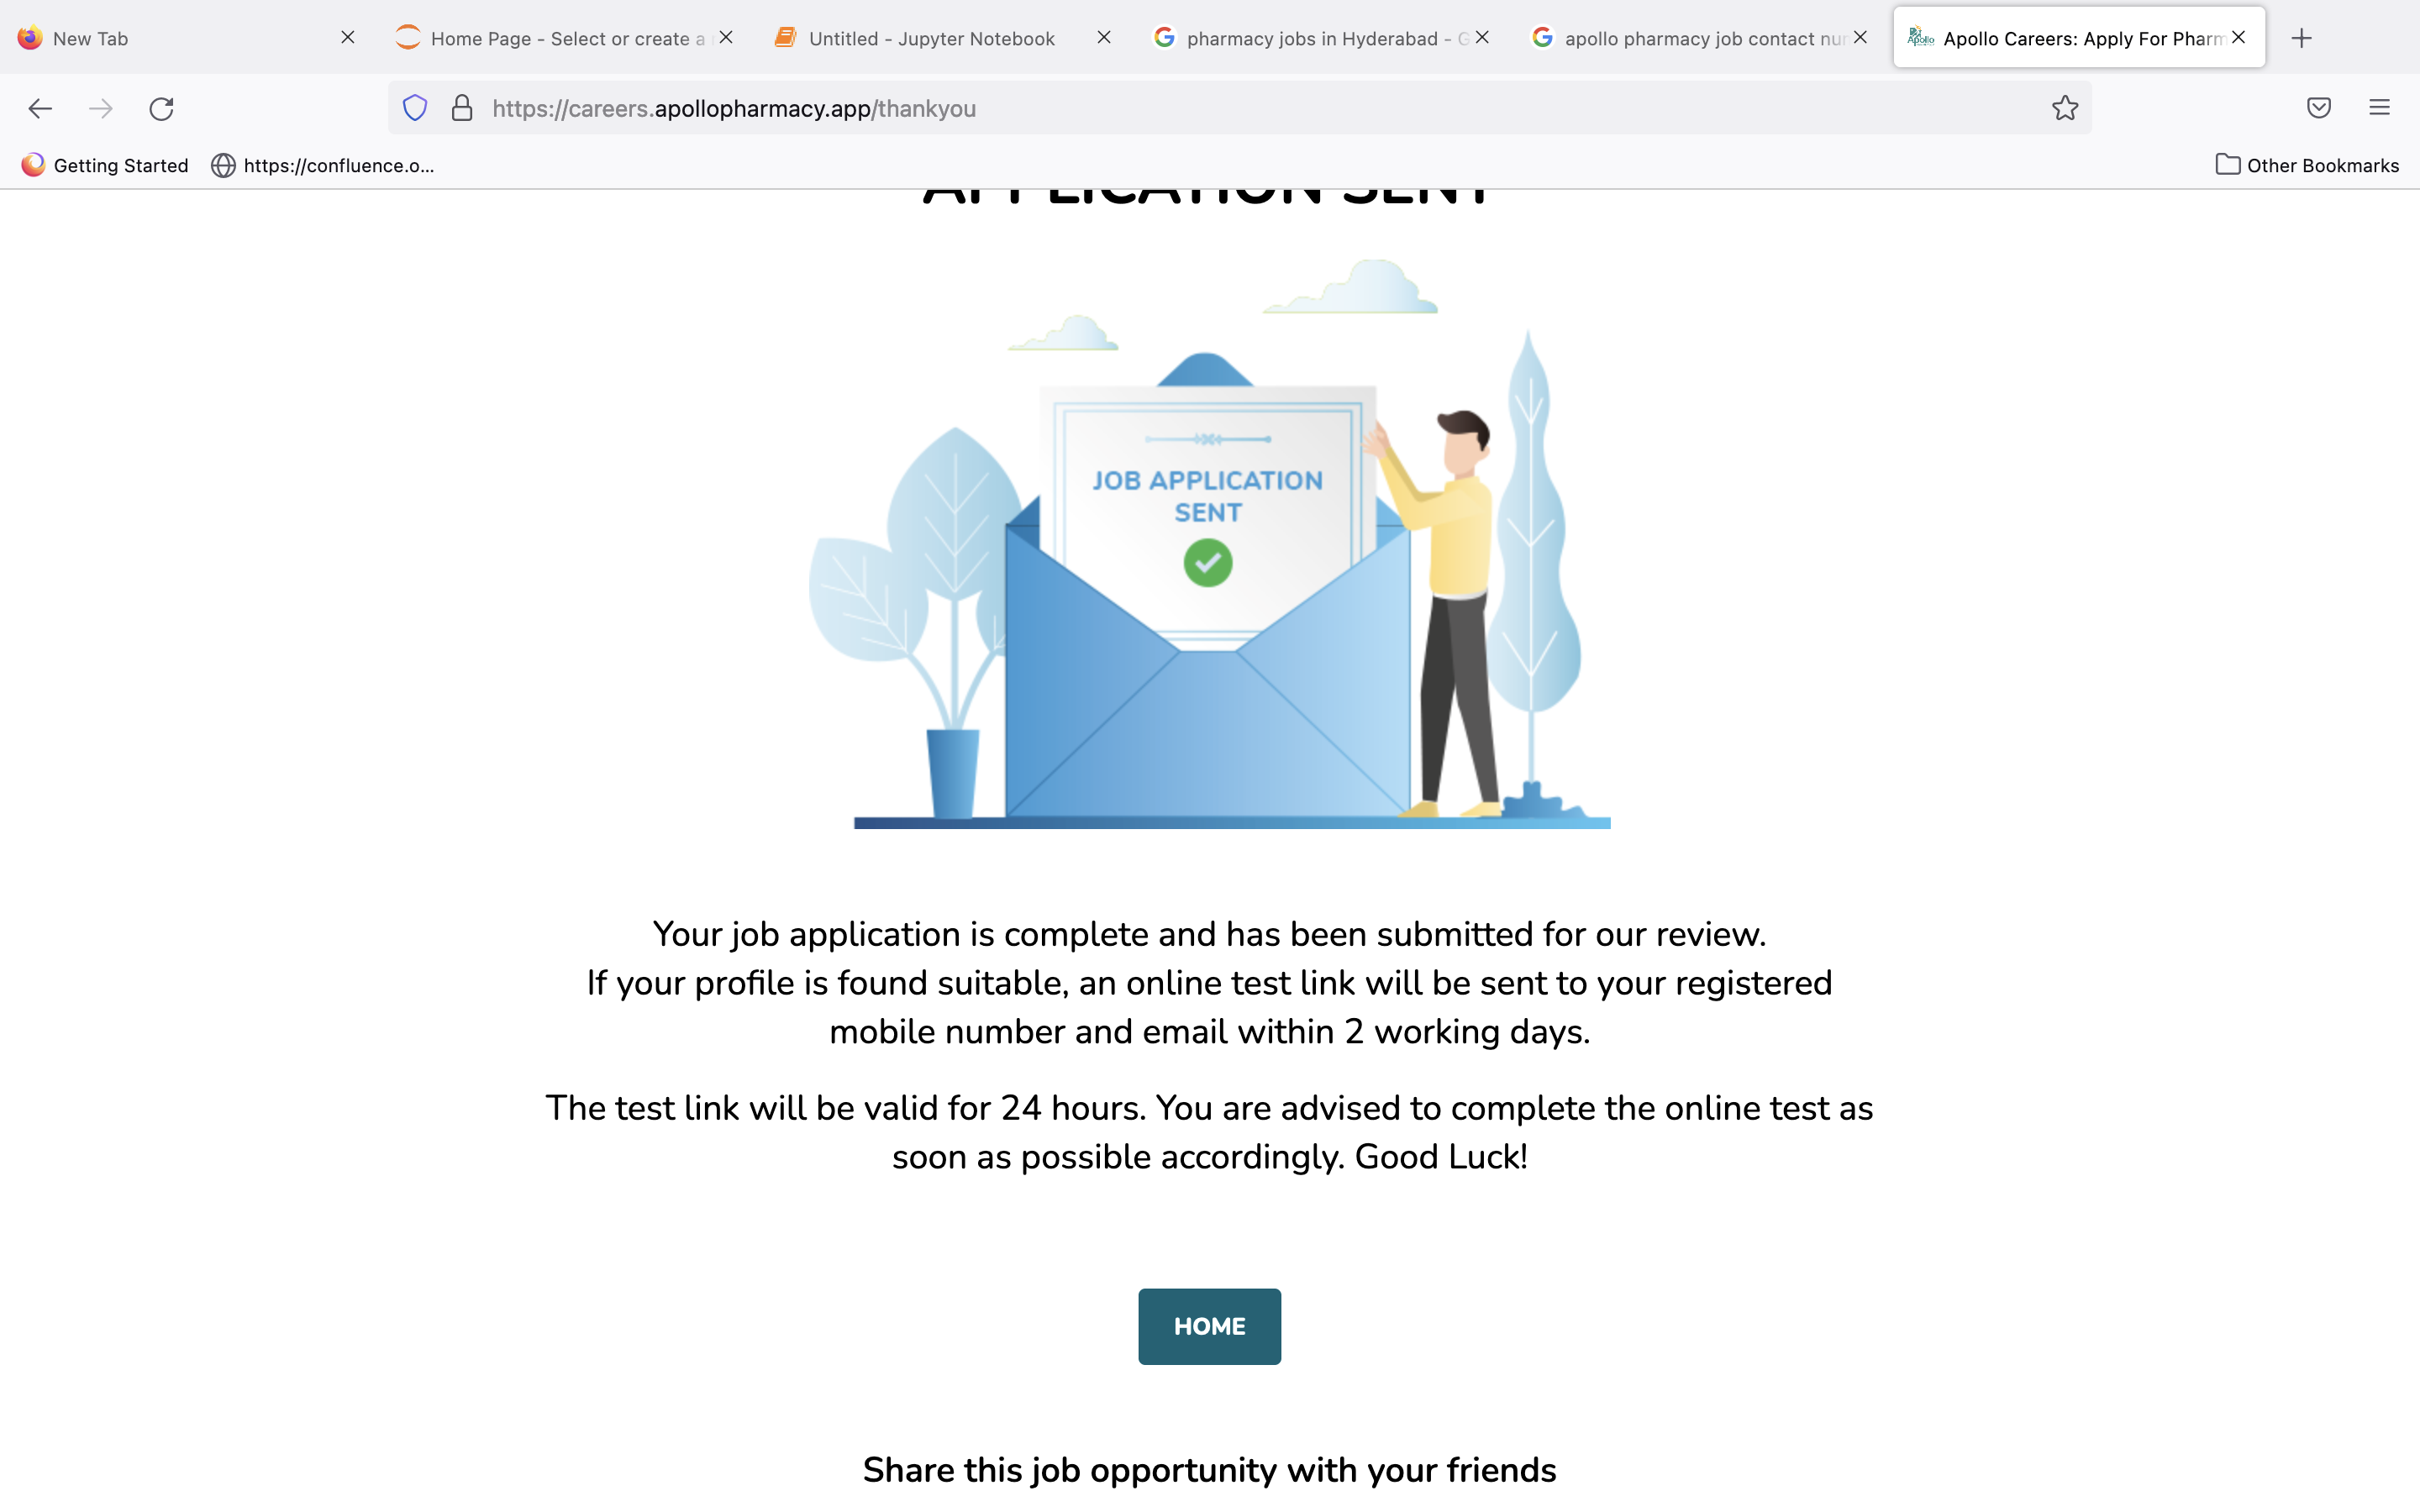 New Tab
Home Page - Select or create a
Untitled - Jupyter Notebook
pharmacy jobs in Hyderabad - G
apollo pharmacy job contact nur
Apollo
Apollo Careers: Apply For Pharm
https://careers.apollopharmacy.app/thankyou
Getting Started
https://confluence.o...
Other Bookmarks
APPLICATION SENT
JOB APPLICATION
SENT
Your job application is complete and has been submitted for our review.
If your profile is found suitable, an online test link will be sent to your registered
mobile number and email within 2 working days.
The test link will be valid for 24 hours. You are advised to complete the online test as
soon as possible accordingly. Good Luck!
HOME
Share this job opportunity with your friends